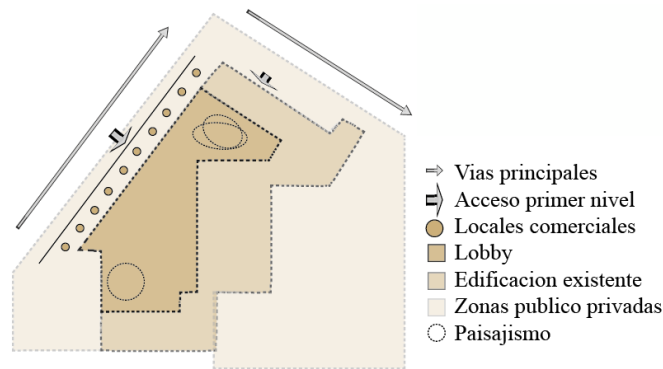 Vias principales
Acceso primer nivel
Locales comerciales
Lobby
Edificacion existente
Zonas publico privadas
Paisajismo